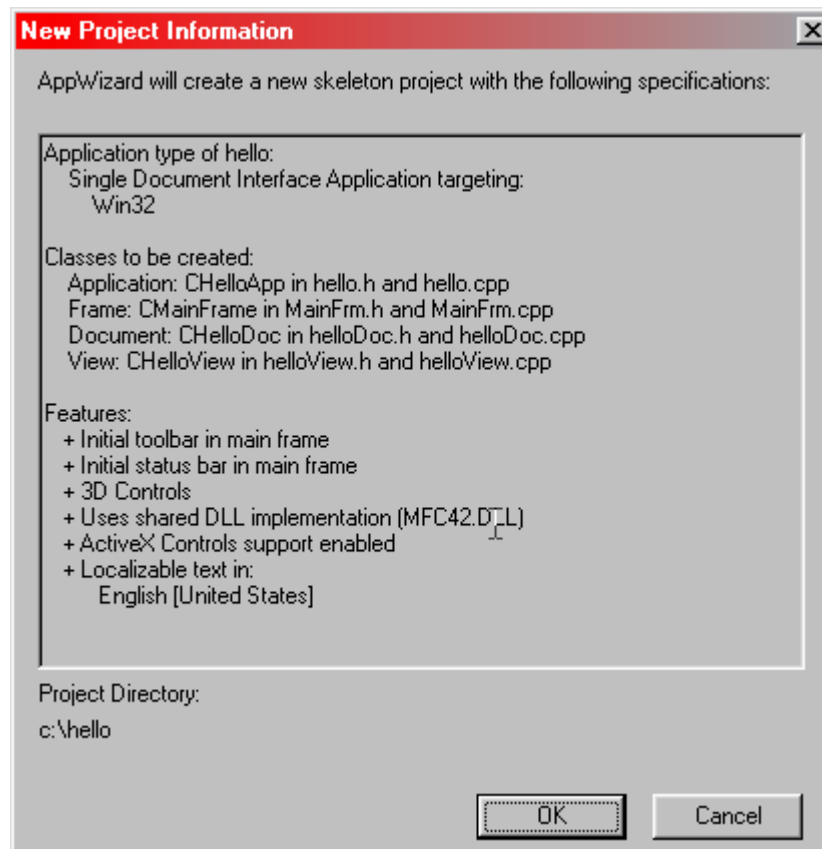 New Project Information
AppWizard will create a new skeleton project with the following specifications:
Application type of hello:
Single Document Interface Application targeting:
Win32
Classes to be created:
Application: CHelloApp in hello.h and hello.cpp
Frame: CMainFrame in MainFrm.h and MainFrm.cpp
Document: CHelloDoc in helloDoc.h and helloDoc.cpp
View: CHelloView in helloView.h and helloView.cpp
Features:
+ Initial toolbar in main frame
+ Initial status bar in main frame
+ 3D Controls
+ Uses shared DLL implementation (MFC42.DLL)
+ ActiveX Controls support enabled
+ Localizable text in:
English [United States]
Project Directory:
c:\hello
OK Cancel